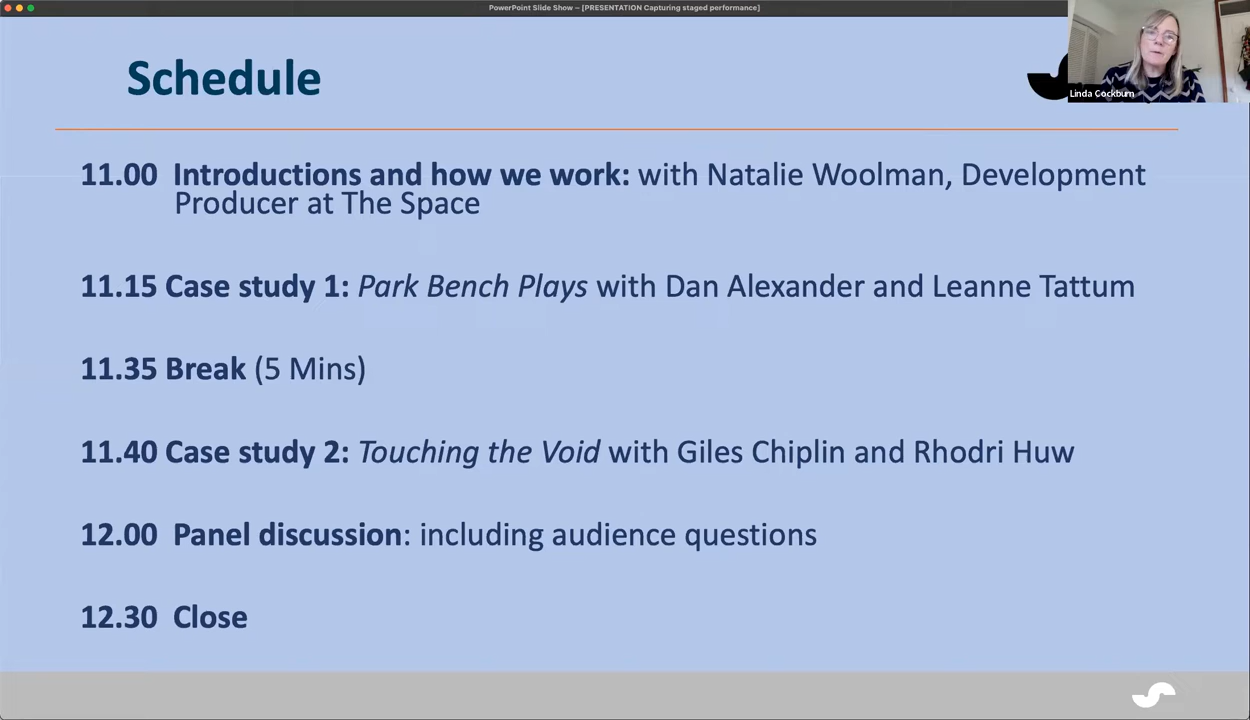 PowerPoint Slide Show – [PRESENTATION Capturing staged performance]
Schedule
Linda Cockburn
11.00 Introductions and how we work: with Natalie Woolman, Development
Producer at The Space
11.15 Case study 1: Park Bench Plays with Dan Alexander and Leanne Tattum
11.35 Break (5 Mins)
11.40 Case study 2: Touching the Void with Giles Chiplin and Rhodri Huw
12.00 Panel discussion: including audience questions
12.30 Close